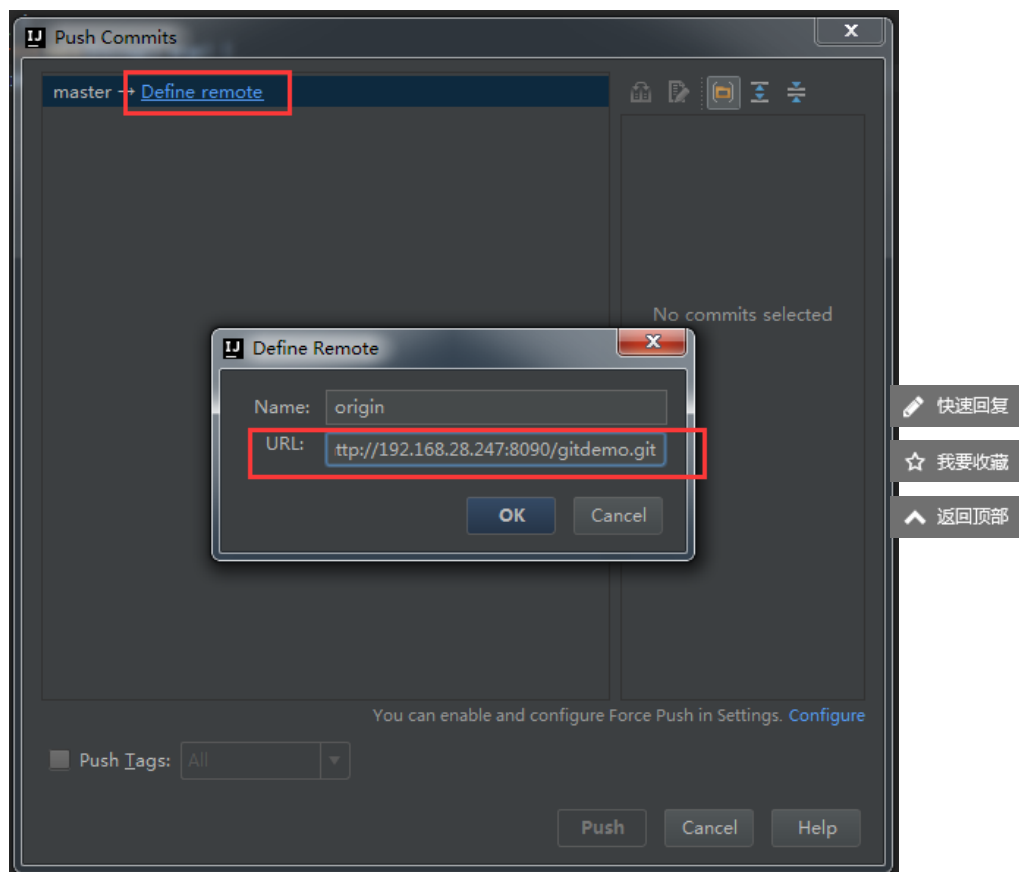 Push Commits
master → Define remote
No commits selected
Define Remote
Name: origin
URL: ttp://192.168.28.247:8090/gitdemo.git
OK Cancel
快速回复
我要收藏
返回顶部
You can enable and configure Force Push in Settings. Configure
Push Tags: All
Push Cancel Help